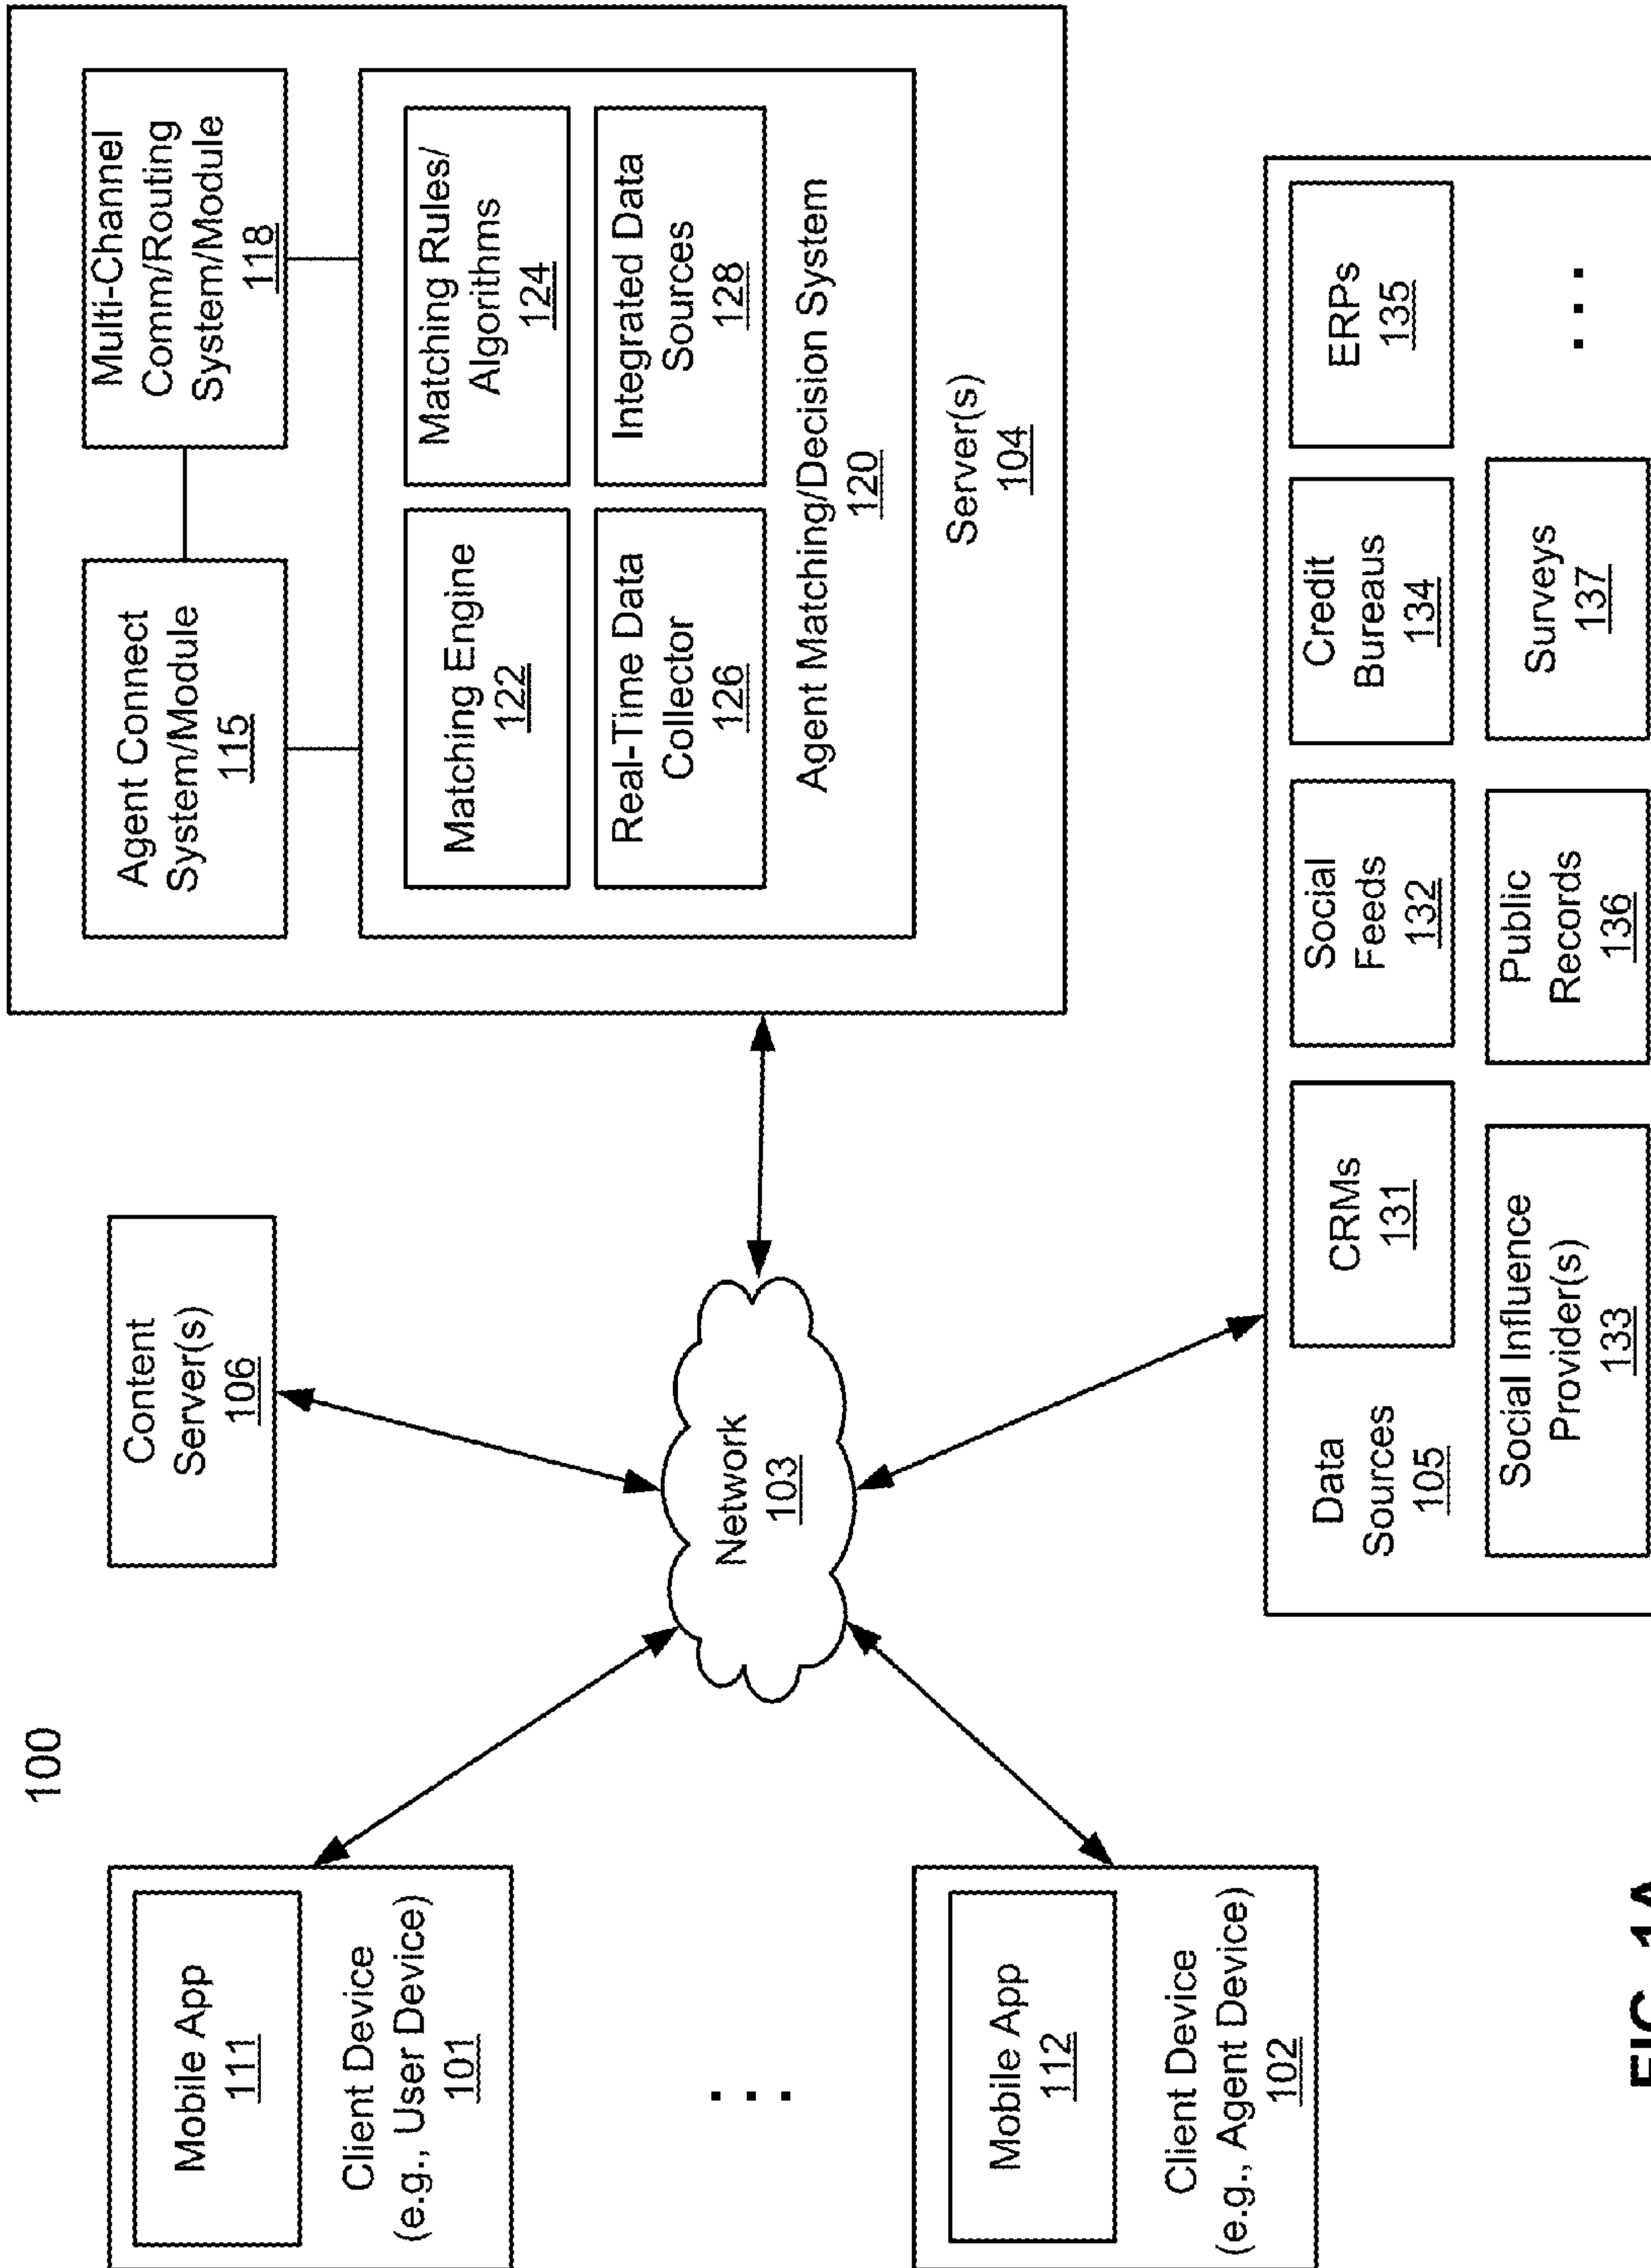 100
Mobile App
111
Client Device
(e.g., User Device)
101
. . .
Mobile App
112
Client Device
(e.g., Agent Device)
102
Content
Server(s)
106
Network
103
Agent Connect
System/Module
115
Multi-Channel
Comm/Routing
System/Module
118
Matching Engine
122
Matching Rules/
Algorithms
124
Real-Time Data
Collector
126
Integrated Data
Sources
128
Agent Matching/Decision System
120
Server(s)
104
Data
Sources
105
CRMs
131
Social
Feeds
132
Credit
Bureaus
134
ERPs
135
Social Influence
Provider(s)
133
Public
Records
136
Surveys
137
. . .
FIG. 1A